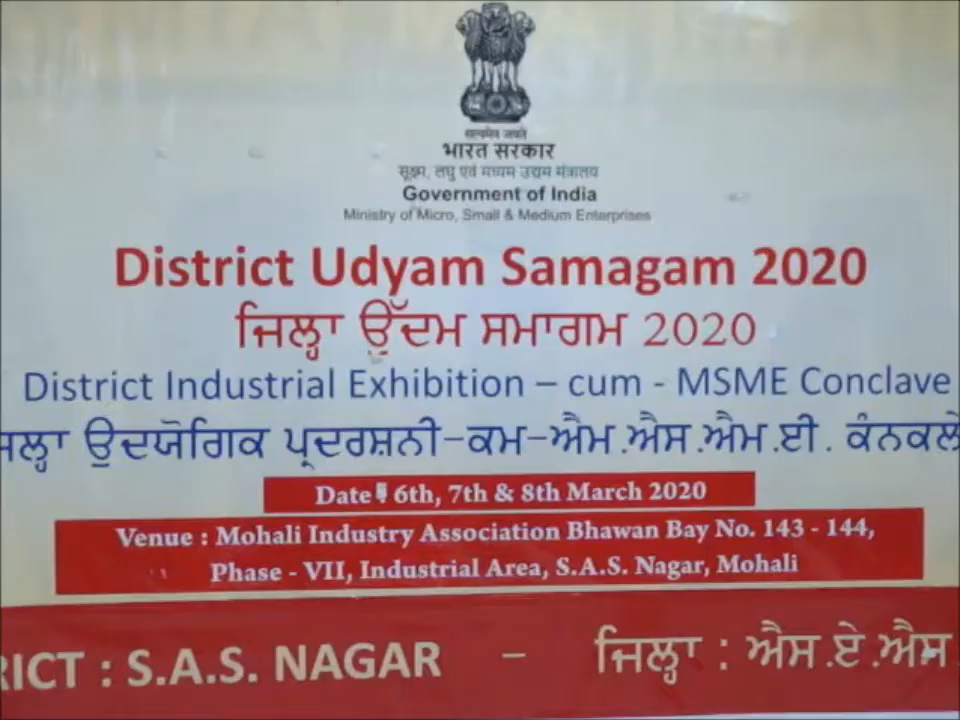 सत्यमेव जयते
भारत सरकार
सूक्ष्म, लघु एवं मध्यम उद्यम मंत्रालय
Government of India
Ministry of Micro, Small & Medium Enterprises
District Udyam Samagam 2020
ਜਿਲ੍ਹਾ ਉੱਦਮ ਸਮਾਗਮ 2020
District Industrial Exhibition – cum - MSME Conclave
ਜਿਲ੍ਹਾ ਉਦਯੋਗਿਕ ਪ੍ਰਦਰਸ਼ਨੀ-ਕਮ-ਐਮ.ਐਸ.ਐਮ.ਈ. ਕੰਨਕਲੇ
Date : 6th, 7th & 8th March 2020
Venue : Mohali Industry Association Bhawan Bay No. 143 - 144,
Phase - VII, Industrial Area, S.A.S. Nagar, Mohali
RICT : S.A.S. NAGAR – ਜਿਲ੍ਹਾ : ਐਸ.ਏ.ਐਸ.